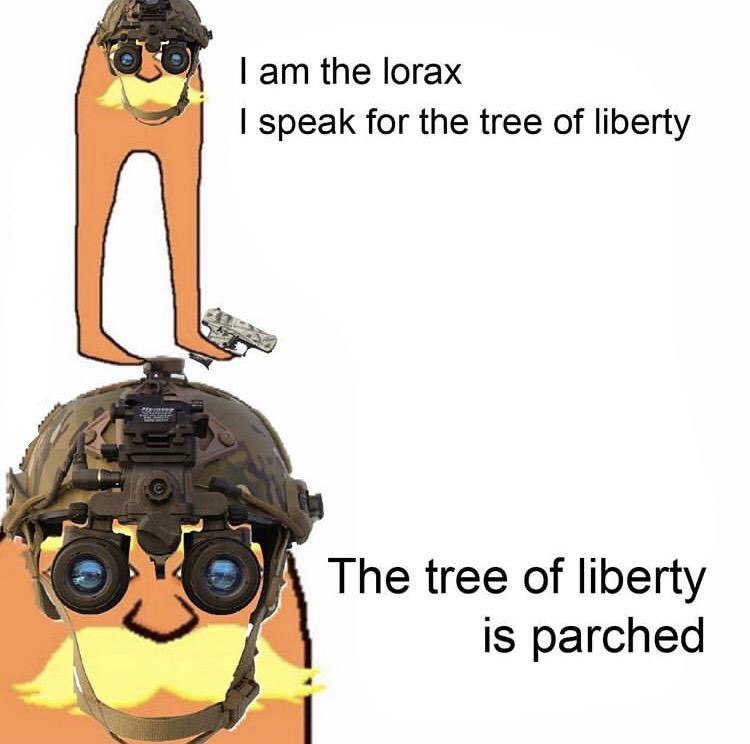 I am the lorax
I speak for the tree of liberty
The tree of liberty
is parched